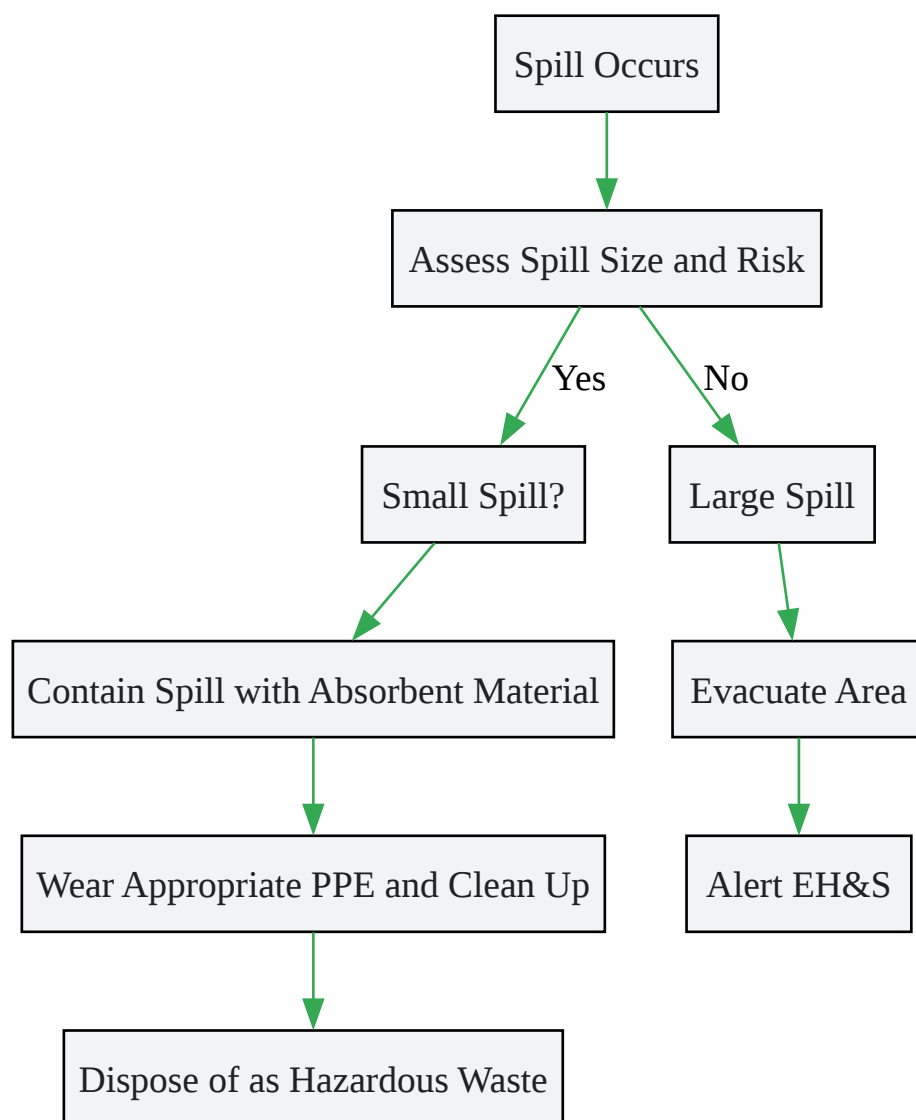 Spill Occurs
Assess Spill Size and Risk
Yes
No
Small Spill?
Large Spill
Contain Spill with Absorbent Material
Evacuate Area
Wear Appropriate PPE and Clean Up
Alert EH&S
Dispose of as Hazardous Waste